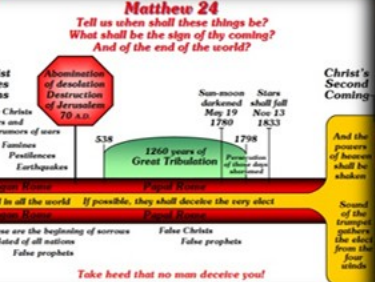 Matthew 24
Tell us when shall these things be?
What shall be the sign of thy coming?
And of the end of the world?
Abomination
of desolation
Destruction
of Jerusalem
70 A.D.
Christs
and
rumors of wars
Famines
Pestilences
Earthquakes
538
1260 years of
Great Tribulation
Sun-moon
darkened
May 19
1780
Stars
shall fall
Nov 13
1833
1798
Persecution
of those days
shortened
Christ's
Second
Coming
And the
powers
of heaven
shall be
shaken
Sound
of the
trumpet
gathers
the elect
from the
four
winds
Rome
Papal Rome
in all the world
If possible, they shall deceive the very elect
Rome
Papal Rome
are the beginning of sorrows
of all nations
False prophets
False Christs
False prophets
Take heed that no man deceive you!